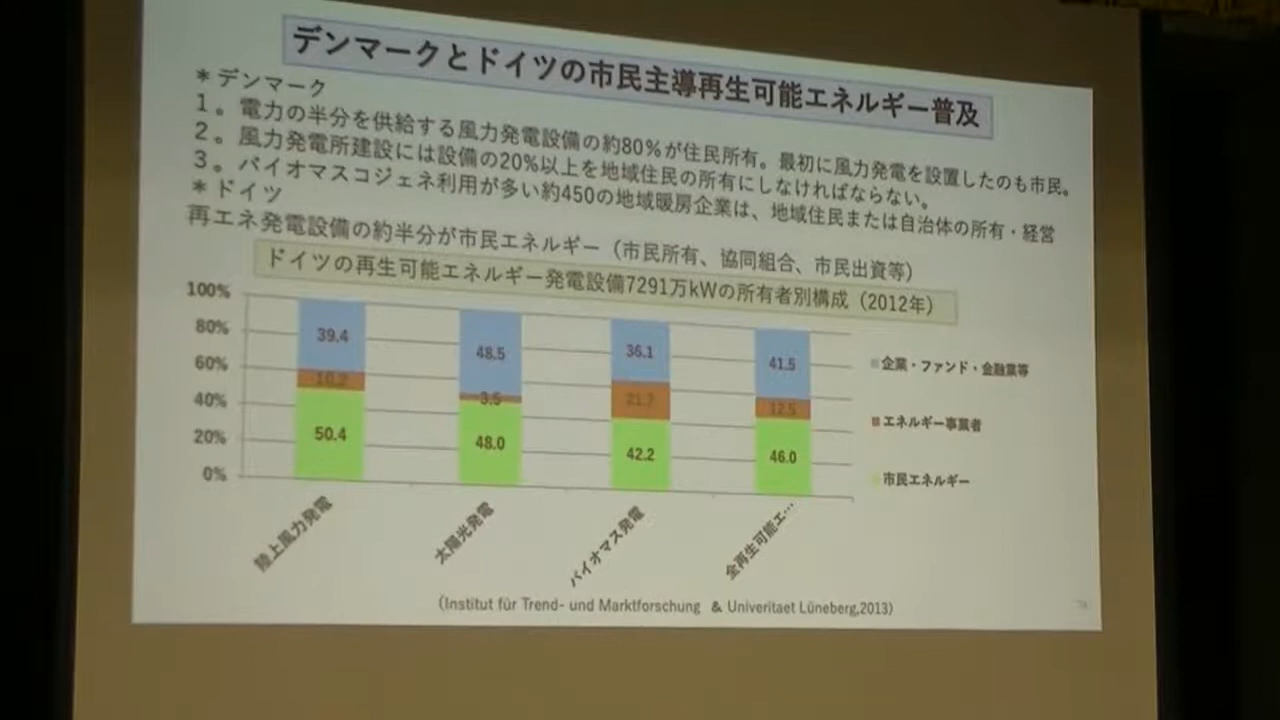 デンマークとドイツの市民主導再生可能エネルギー普及
＊デンマーク
１。電力の半分を供給する風力発電設備の約80％が住民所有。最初に風力発電を設置したのも市民。
２。風力発電所建設には設備の20％以上を地域住民の所有にしなければならない。
３。バイオマスコジェネ利用が多い約450の地域暖房企業は、地域住民または自治体の所有・経営
＊ドイツ
再エネ発電設備の約半分が市民エネルギー（市民所有、協同組合、市民出資等）
ドイツの再生可能エネルギー発電設備7291万kWの所有者別構成（2012年）
100%
80%
60%
40%
20%
0%
39.4
10.2
50.4
48.5
3.5
48.0
36.1
21.7
42.2
41.5
12.5
46.0
企業・ファンド・金融業等
エネルギー事業者
市民エネルギー
陸上風力発電
太陽光発電
バイオマス発電
全再生可能エ…
（Institut für Trend- und Marktforschung ＆ Univeritaet Lüneberg,2013）